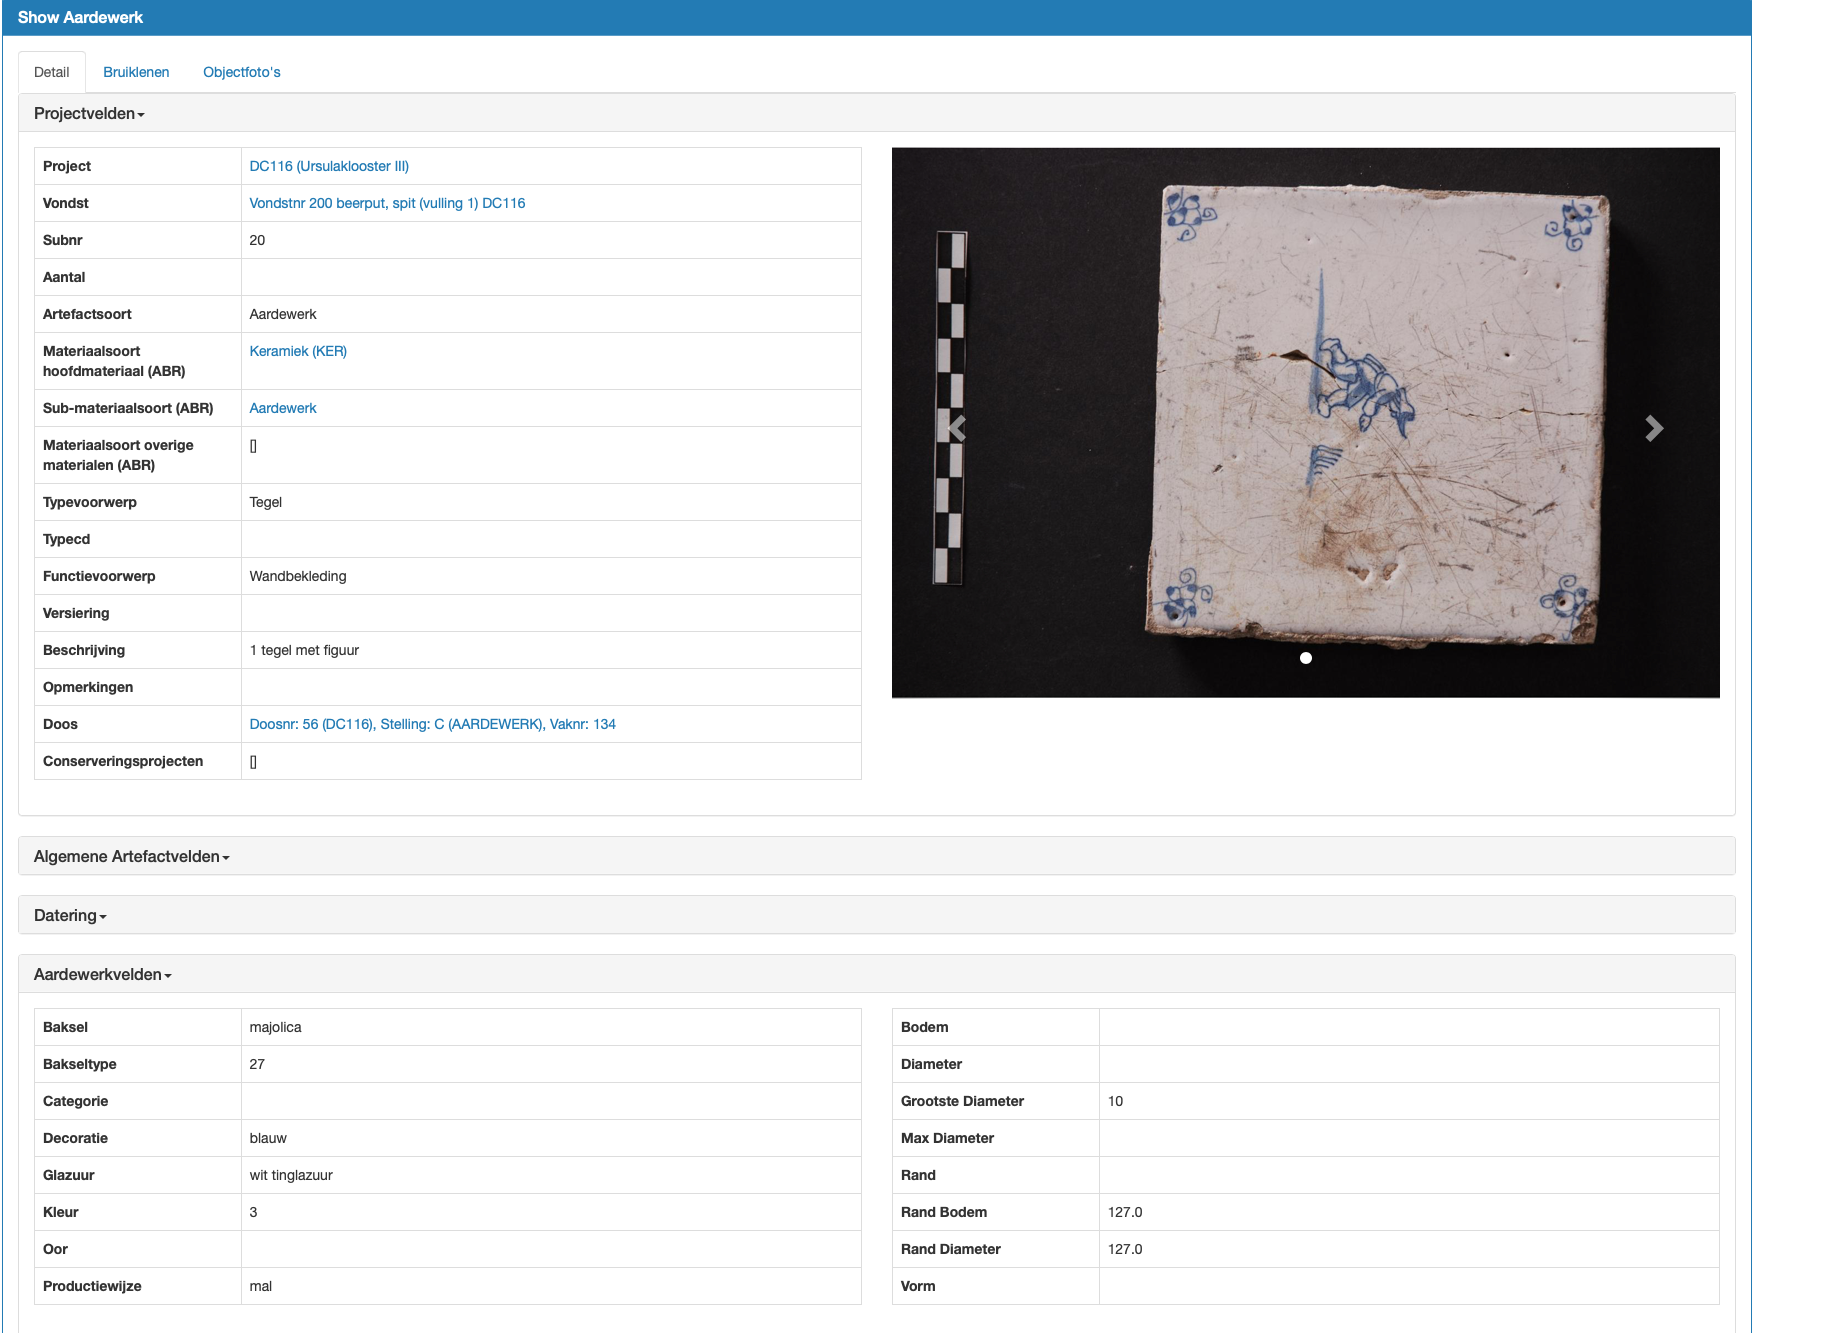 Show Aardewerk
Detail Bruiklenen Objectfoto's
Projectvelden
Project DC116 (Ursulaklooster III)
Vondst Vondstnr 200 beerput, spit (vulling 1) DC116
Subnr 20
Aantal
Artefactsoort Aardewerk
Materiaalsoort
hoofdmateriaal (ABR) Keramiek (KER)
Sub-materiaalsoort (ABR) Aardewerk
Materiaalsoort overige
materialen (ABR) []
Typevoorwerp Tegel
Typecd
Functievoorwerp Wandbekleding
Versiering
Beschrijving 1 tegel met figuur
Opmerkingen
Doos Doosnr: 56 (DC116), Stelling: C (AARDEWERK), Vaknr: 134
Conserveringsprojecten []
Algemene Artefactvelden
Datering
Aardewerkvelden
Baksel majolica
Bakseltype 27
Categorie
Decoratie blauw
Glazuur wit tinglazuur
Kleur 3
Oor
Productiewijze mal
Bodem
Diameter
Grootste Diameter 10
Max Diameter
Rand
Rand Bodem 127.0
Rand Diameter 127.0
Vorm